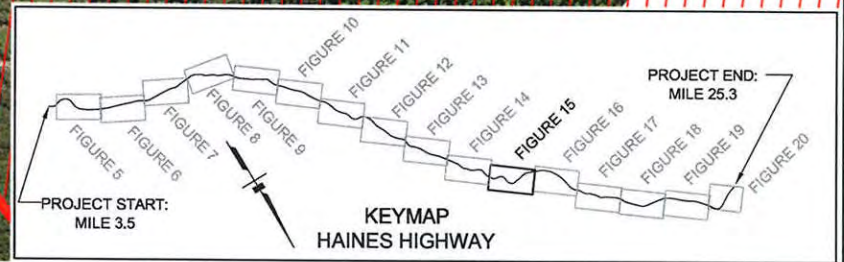 FIGURE 5
FIGURE 6
FIGURE 7
FIGURE 8
FIGURE 9
FIGURE 10
FIGURE 11
FIGURE 12
FIGURE 13
FIGURE 14
FIGURE 15
FIGURE 16
FIGURE 17
FIGURE 18
FIGURE 19
FIGURE 20
PROJECT START:
MILE 3.5
PROJECT END:
MILE 25.3
KEYMAP
HAINES HIGHWAY